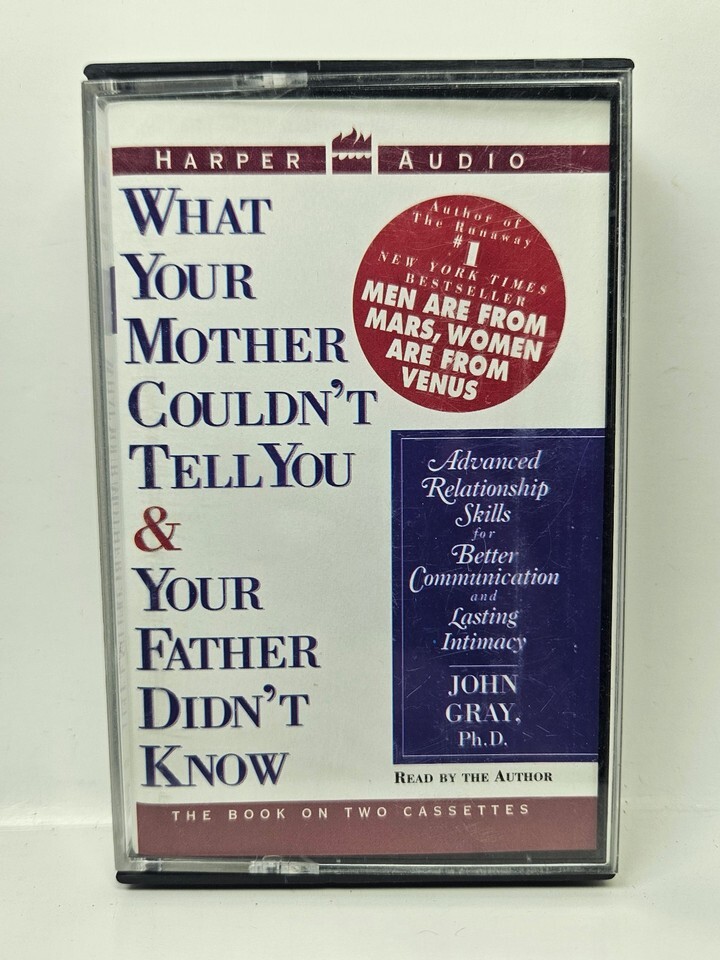 HARPER AUDIO
WHAT
YOUR
MOTHER
COULDN'T
TELL YOU
&
YOUR
FATHER
DIDN'T
KNOW
Author of
The Runaway
#1
NEW YORK TIMES
BESTSELLER
MEN ARE FROM
MARS, WOMEN
ARE FROM
VENUS
Advanced
Relationship
Skills
for
Better
Communication
and
Lasting
Intimacy
JOHN
GRAY,
Ph.D.
READ BY THE AUTHOR
THE BOOK ON TWO CASSETTES